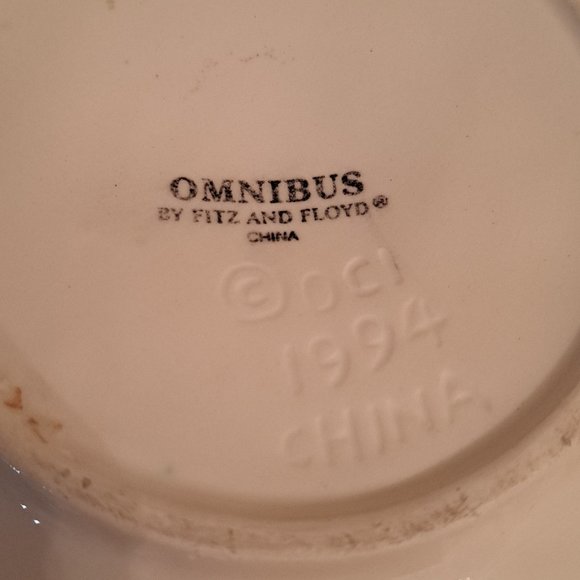 OMNIBUS
BY FITZ AND FLOYD®
CHINA
©OCI
1994
CHINA